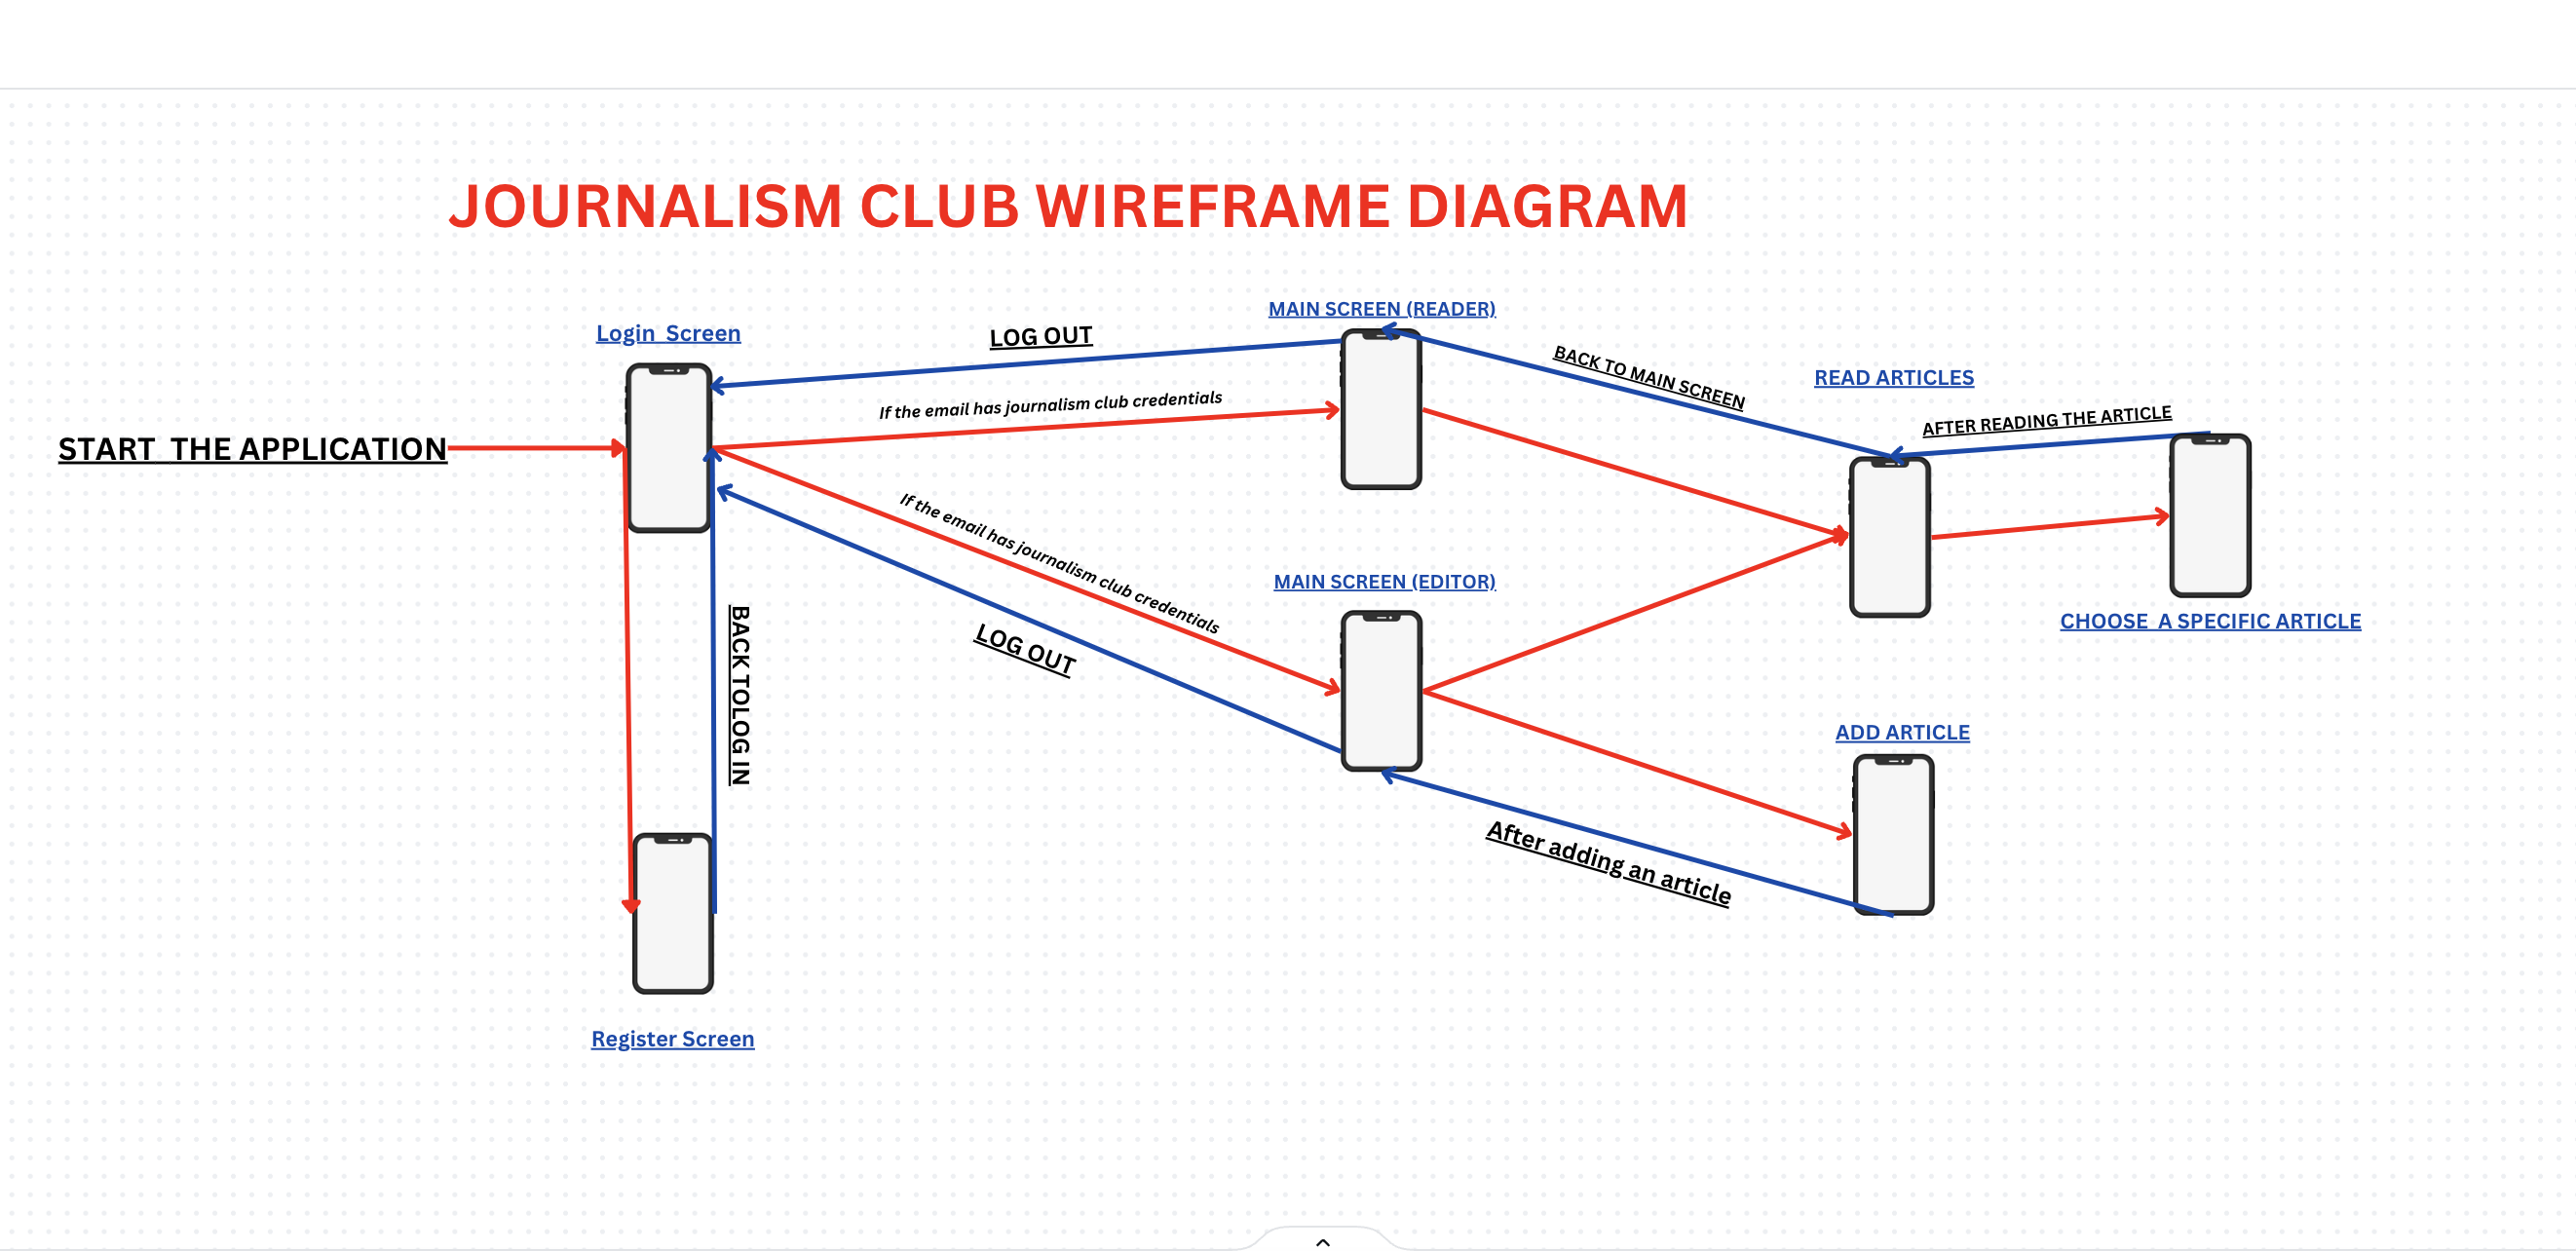 JOURNALISM CLUB WIREFRAME DIAGRAM
MAIN SCREEN (READER)
Login  Screen
LOG OUT
BACK TO MAIN SCREEN
READ ARTICLES
If the email has journalism club credentials
AFTER READING THE ARTICLE
START  THE APPLICATION
If the email has journalism club credentials
MAIN SCREEN (EDITOR)
CHOOSE  A SPECIFIC ARTICLE
LOG OUT
BACK TOLOG IN
ADD ARTICLE
After adding an article
Register Screen